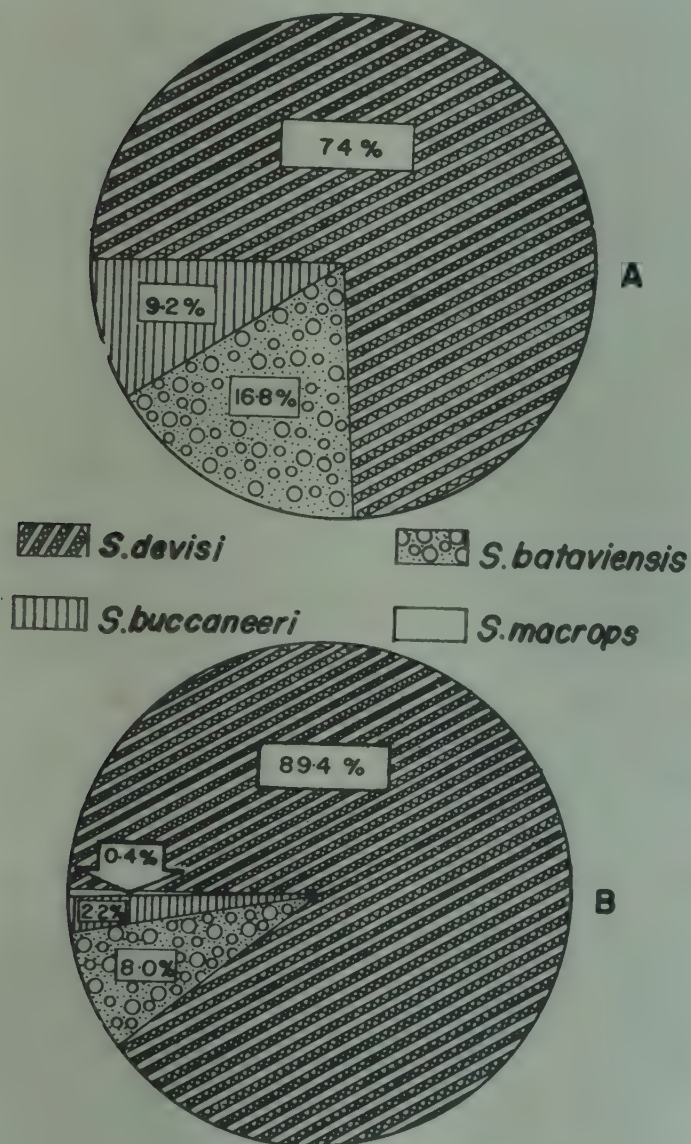 74 %
A
9.2%
16.8%
S.devisi
S.bataviensis
S.buccaneeri
S.macrops
89.4 %
0.4%
B
2.2%
8.0%